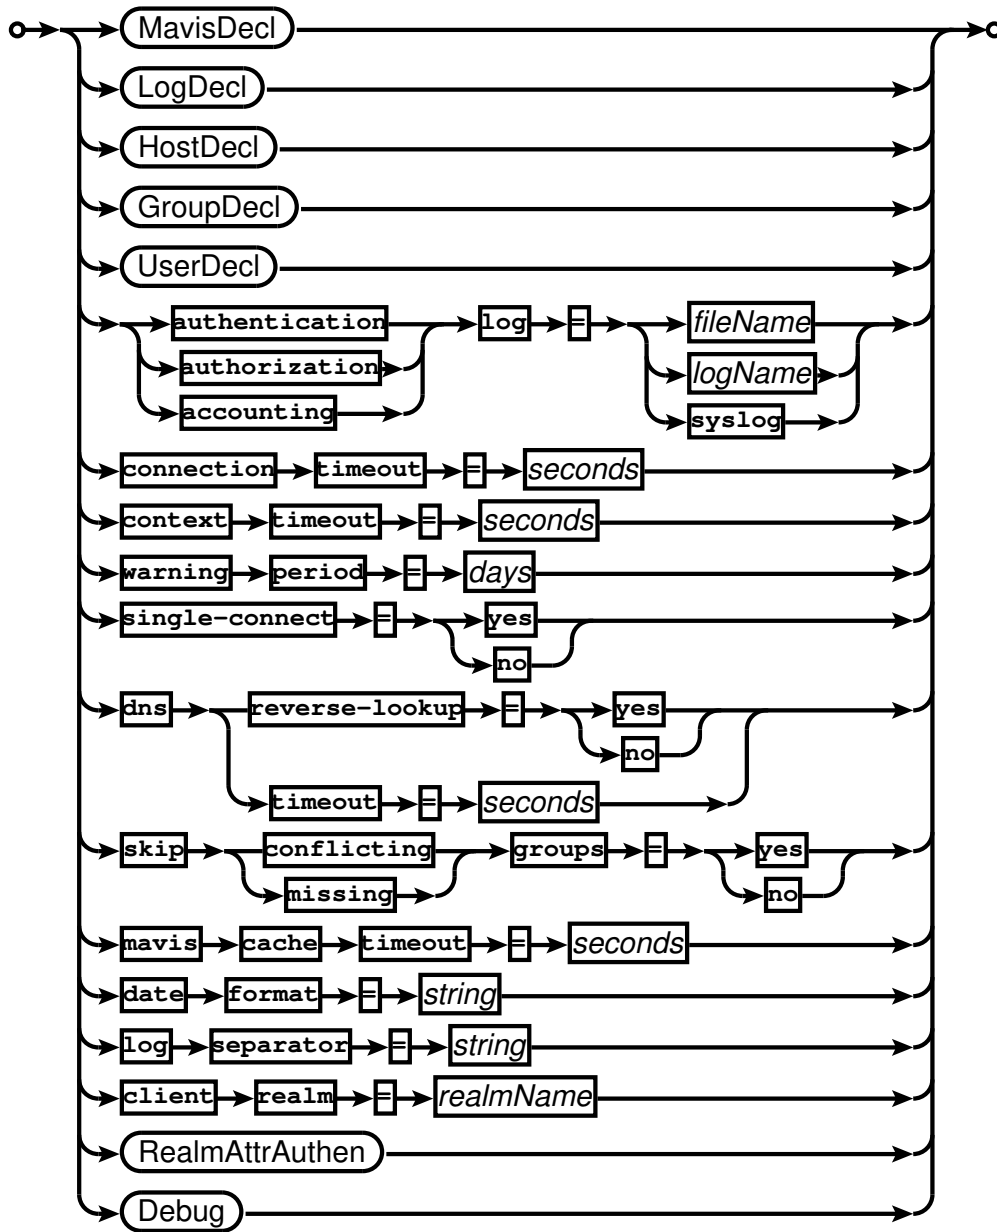 MavisDecl
LogDecl
HostDecl
GroupDecl
UserDecl
authentication log = fileName
authorization logName
accounting syslog
connection timeout = seconds
context timeout = seconds
warning period = days
single-connect = yes
no
dns reverse-lookup = yes
no
timeout = seconds
skip conflicting groups = yes
missing no
mavis cache timeout = seconds
date format = string
log separator = string
client realm = realmName
RealmAttrAuthen
Debug